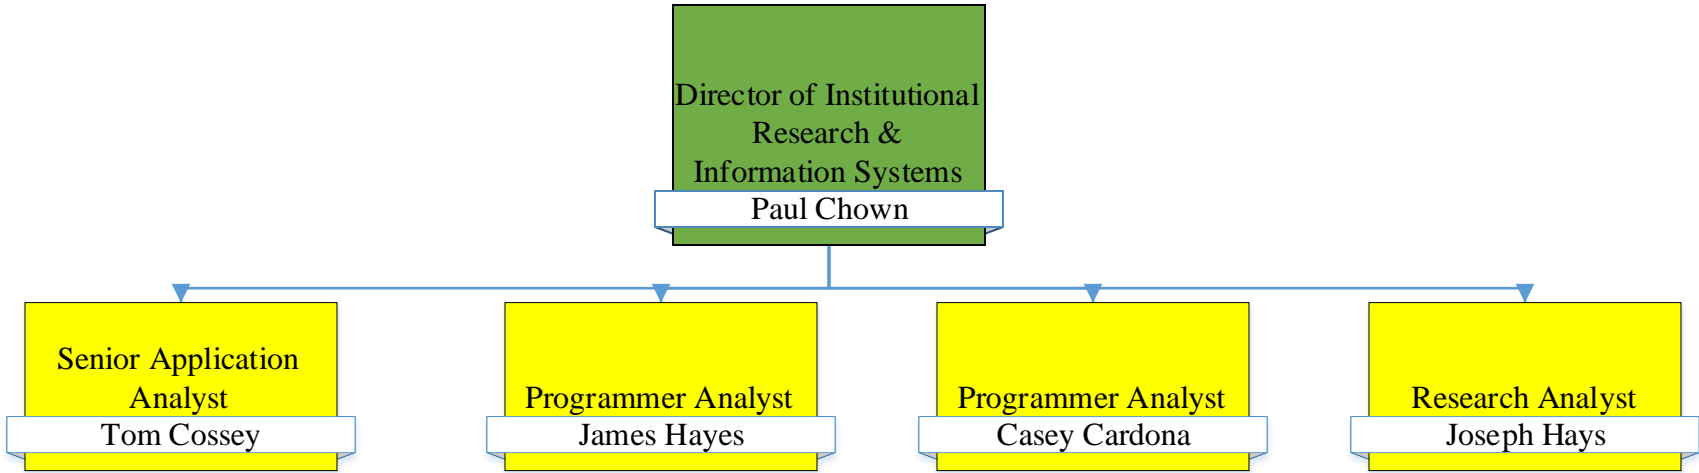 Director of Institutional
Research &
Information Systems
Paul Chown
Senior Application
Analyst
Tom Cossey
Programmer Analyst
James Hayes
Programmer Analyst
Casey Cardona
Research Analyst
Joseph Hays